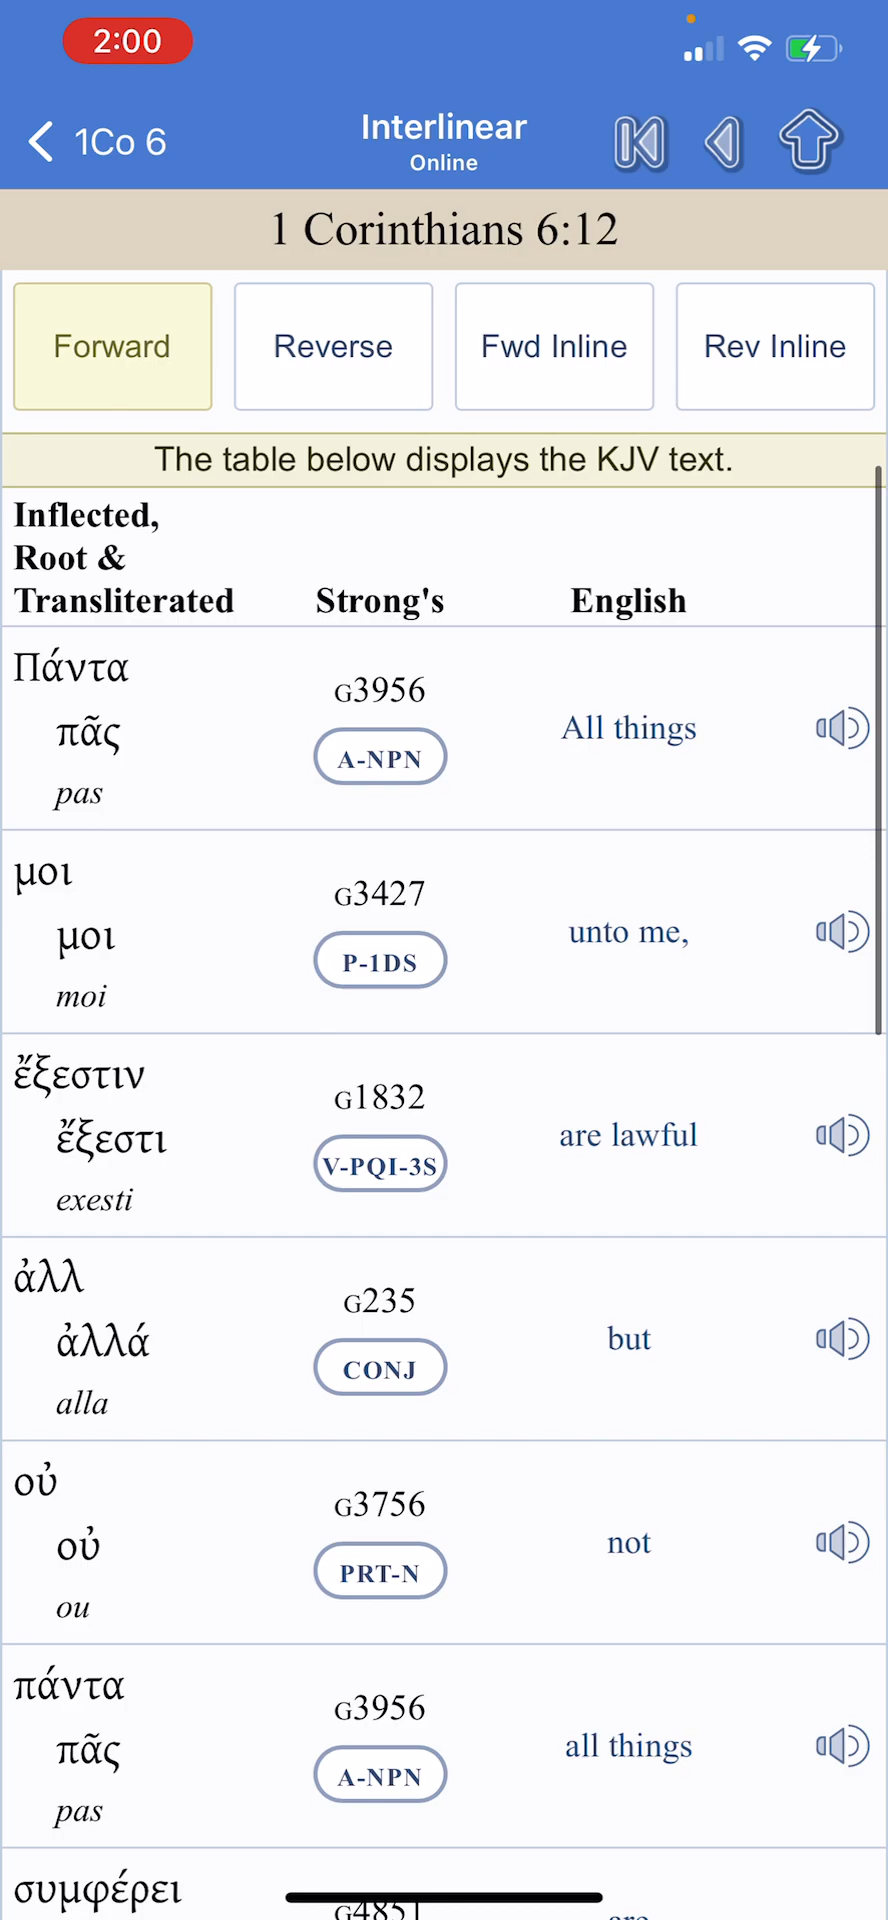 2:00
1Co 6
Interlinear
Online
1 Corinthians 6:12
Forward
Reverse
Fwd Inline
Rev Inline
The table below displays the KJV text.
Inflected,
Root &
Transliterated
Strong's
English
Πάντα
πᾶς
pas
G3956
A-NPN
All things
μοι
μοι
moi
G3427
P-1DS
unto me,
ἔξεστιν
ἔξεστι
exesti
G1832
V-PQI-3S
are lawful
ἀλλ
ἀλλά
alla
G235
CONJ
but
οὐ
οὐ
ou
G3756
PRT-N
not
πάντα
πᾶς
pas
G3956
A-NPN
all things
συμφέρει
G4851
are